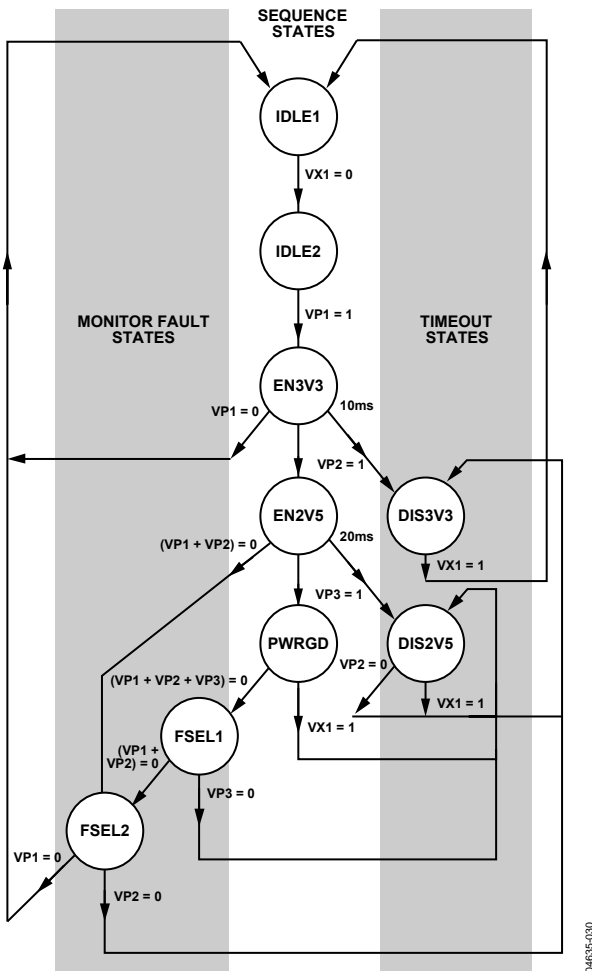 SEQUENCE
STATES
IDLE1
VX1 = 0
IDLE2
MONITOR FAULT
STATES
TIMEOUT
STATES
VP1 = 1
EN3V3
VP1 = 0
10ms
VP2 = 1
EN2V5
DIS3V3
(VP1 + VP2) = 0
20ms
VX1 = 1
VP3 = 1
PWRGD
DIS2V5
VP2 = 0
(VP1 + VP2 + VP3) = 0
VX1 = 1
VX1 = 1
FSEL1
(VP1 +
VP2) = 0
VP3 = 0
FSEL2
VP1 = 0
VP2 = 0
04635-030